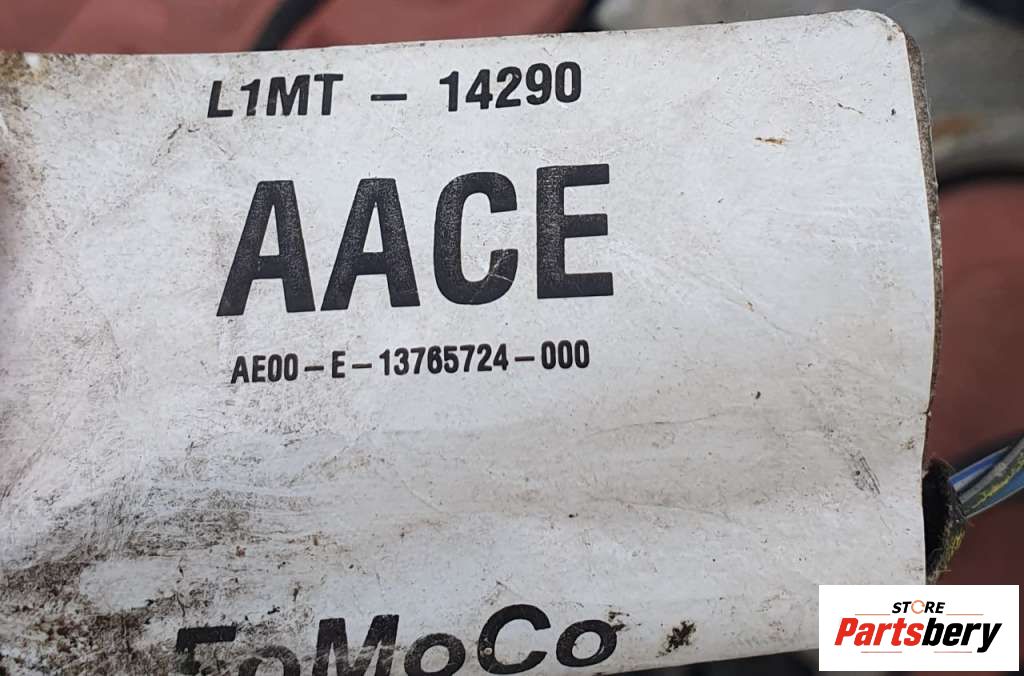 L1MT - 14290
AACE
AE00-E-13765724-000
FoMoCo
STORE
Partsbery